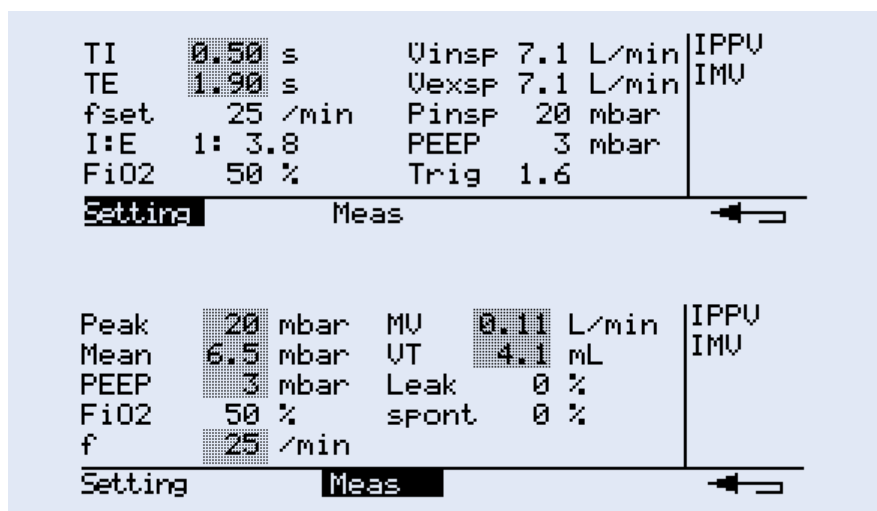 TI 0.50 s V̇insp 7.1 L/min IPPV
TE 1.90 s V̇exsp 7.1 L/min IMV
fset 25 /min Pinsp 20 mbar
I:E 1: 3.8 PEEP 3 mbar
FiO2 50 % Trig 1.6
Setting Meas
Peak 20 mbar MV 0.11 L/min IPPV
Mean 6.5 mbar VT 4.1 mL IMV
PEEP 3 mbar Leak 0 %
FiO2 50 % spont 0 %
f 25 /min
Setting Meas